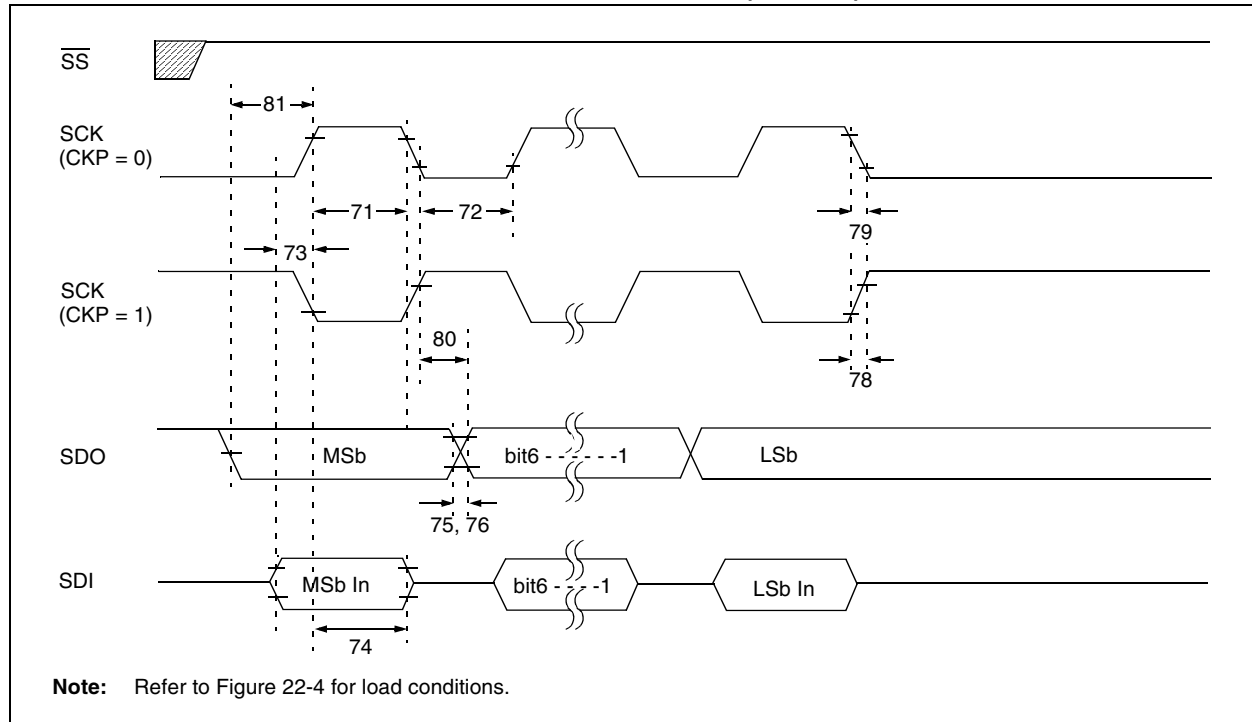 SS
81
SCK
(CKP = 0)
71
72
79
73
SCK
(CKP = 1)
80
78
SDO
MSb
bit6 - - - - - -1
LSb
75, 76
SDI
MSb In
bit6 - - - -1
LSb In
74
Note: Refer to Figure 22-4 for load conditions.